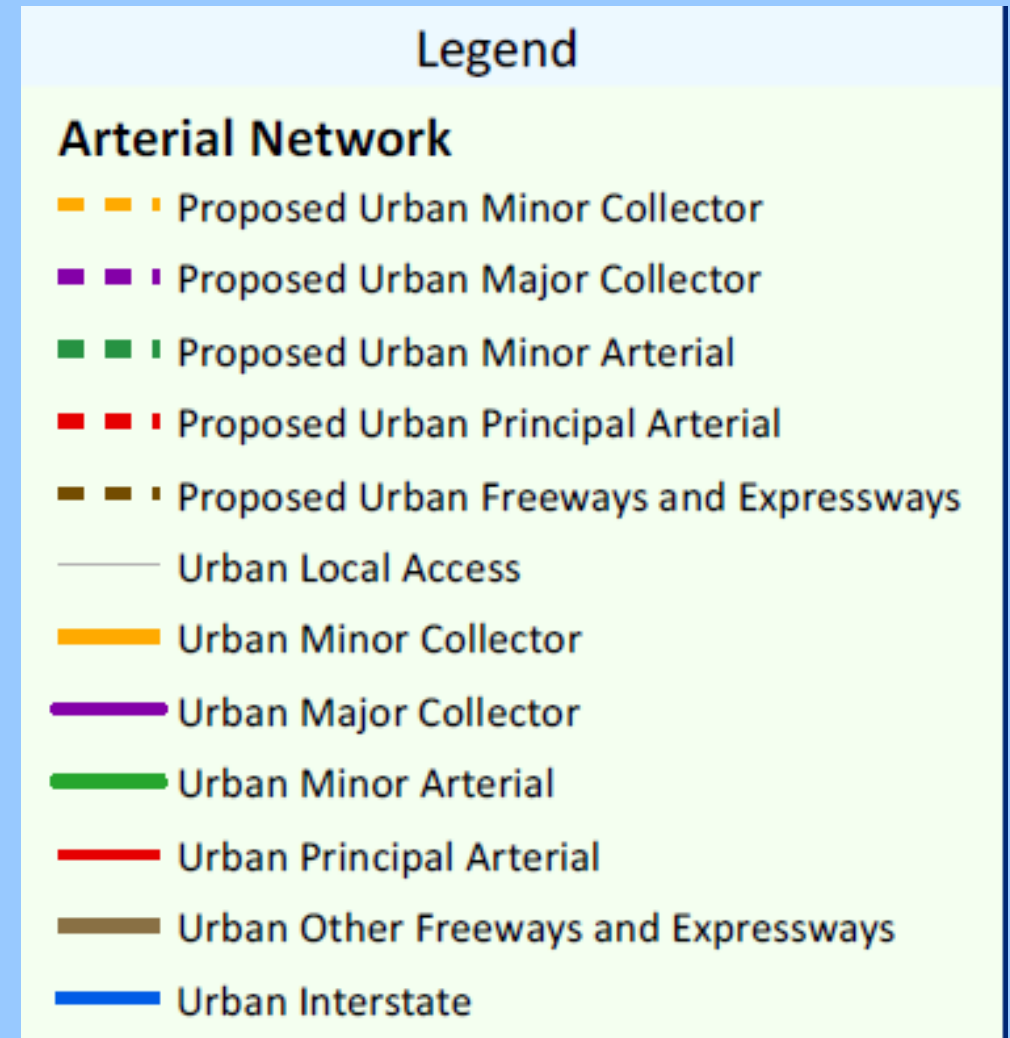 Legend
Arterial Network
Proposed Urban Minor Collector
Proposed Urban Major Collector
Proposed Urban Minor Arterial
Proposed Urban Principal Arterial
Proposed Urban Freeways and Expressways
Urban Local Access
Urban Minor Collector
Urban Major Collector
Urban Minor Arterial
Urban Principal Arterial
Urban Other Freeways and Expressways
Urban Interstate